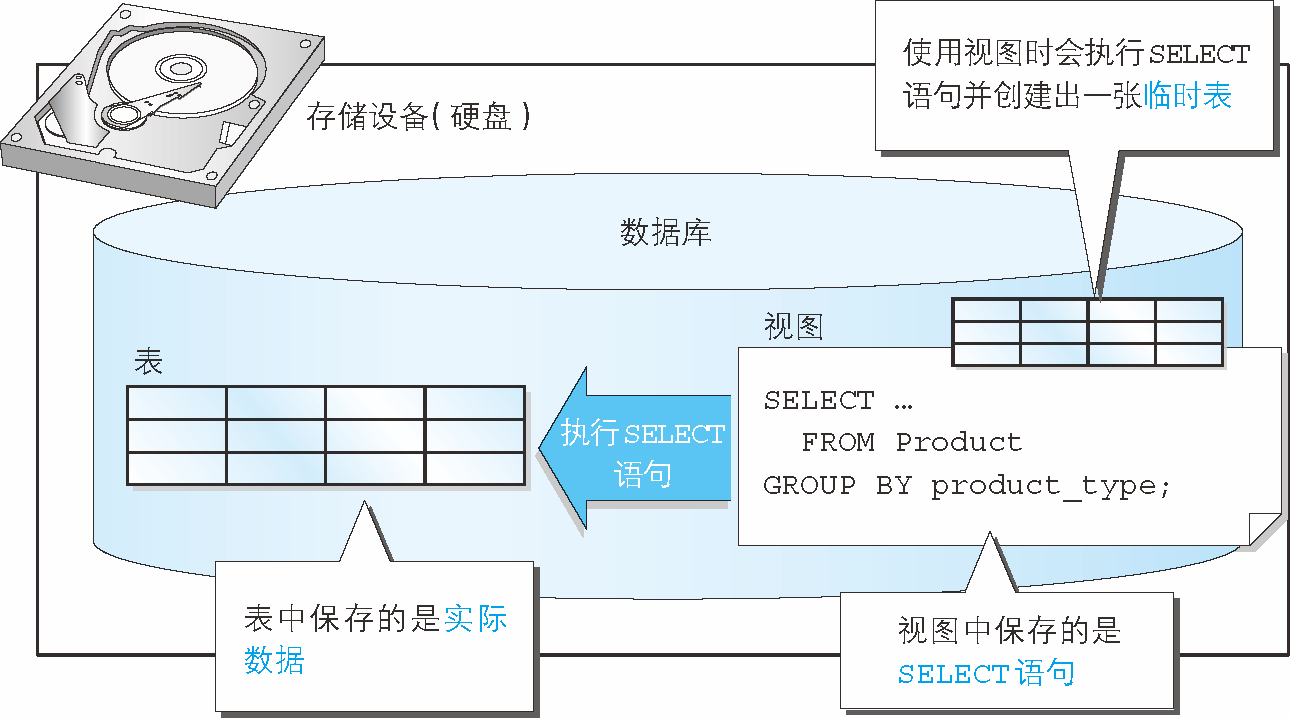 使用视图时会执行SELECT
语句并创建出一张临时表
存储设备(硬盘)
数据库
视图
表
SELECT …
FROM Product
GROUP BY product_type;
执行SELECT
语句
表中保存的是实际
数据
视图中保存的是
SELECT语句